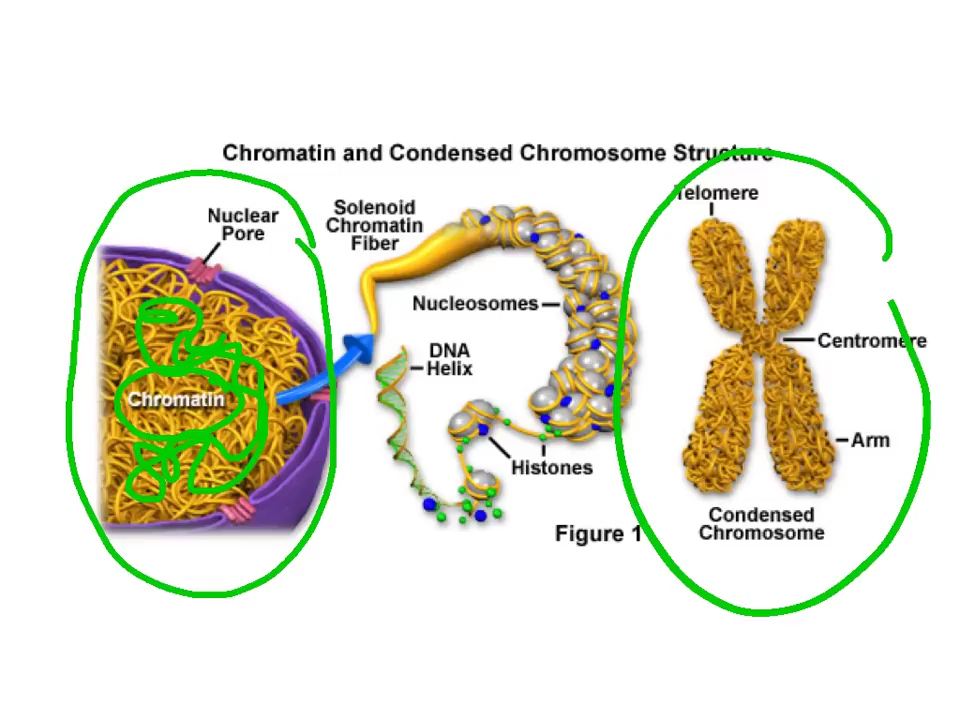 Chromatin and Condensed Chromosome Structure
Nuclear
Pore
Solenoid
Chromatin
Fiber
Telomere
Nucleosomes
Centromere
DNA
Helix
Chromatin
Arm
Histones
Condensed
Chromosome
Figure 1